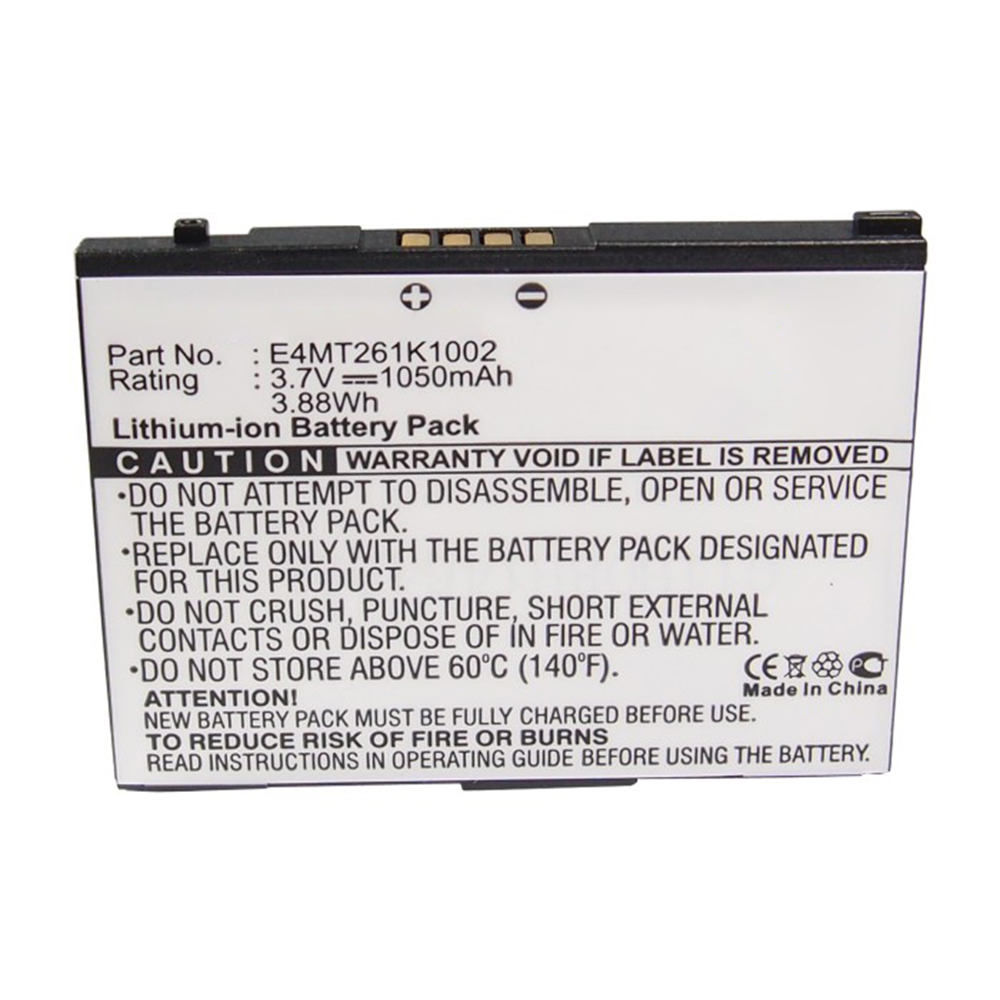 Part No. : E4MT261K1002
Rating : 3.7V 1050mAh
3.88Wh
Lithium-ion Battery Pack
CAUTION WARRANTY VOID IF LABEL IS REMOVED
•DO NOT ATTEMPT TO DISASSEMBLE, OPEN OR SERVICE
THE BATTERY PACK.
•REPLACE ONLY WITH THE BATTERY PACK DESIGNATED
FOR THIS PRODUCT.
•DO NOT CRUSH, PUNCTURE, SHORT EXTERNAL
CONTACTS OR DISPOSE OF IN FIRE OR WATER.
•DO NOT STORE ABOVE 60°C (140°F).
CE
Made In China
ATTENTION:
NEW BATTERY PACK MUST BE FULLY CHARGED BEFORE USE.
TO REDUCE RISK OF FIRE OR BURNS
READ INSTRUCTIONS IN OPERATING GUIDE BEFORE USING THE BATTERY.